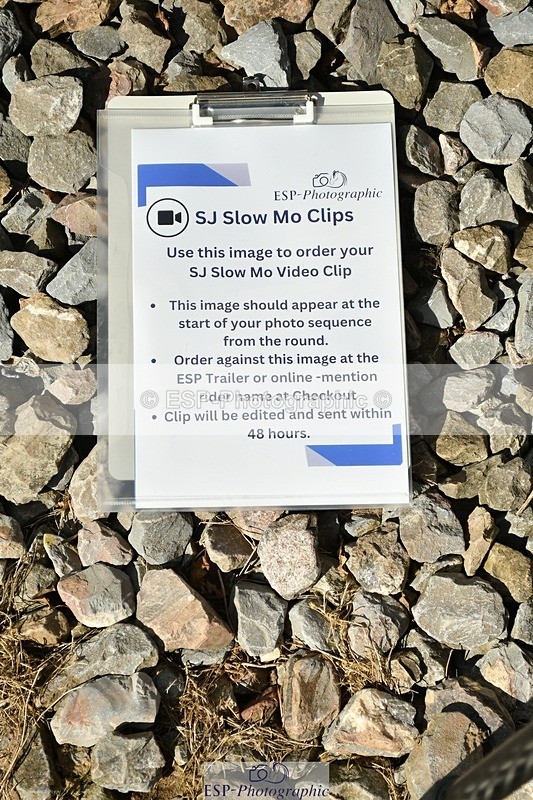 ESP-Photographic
SJ Slow Mo Clips
Use this image to order your
SJ Slow Mo Video Clip
• This image should appear at the
start of your photo sequence
from the round.
• Order against this image at the
ESP Trailer or online -mention
rider name at Checkout
© ESP-Photographic ©
• Clip will be edited and sent within
48 hours.
ESP-Photographic